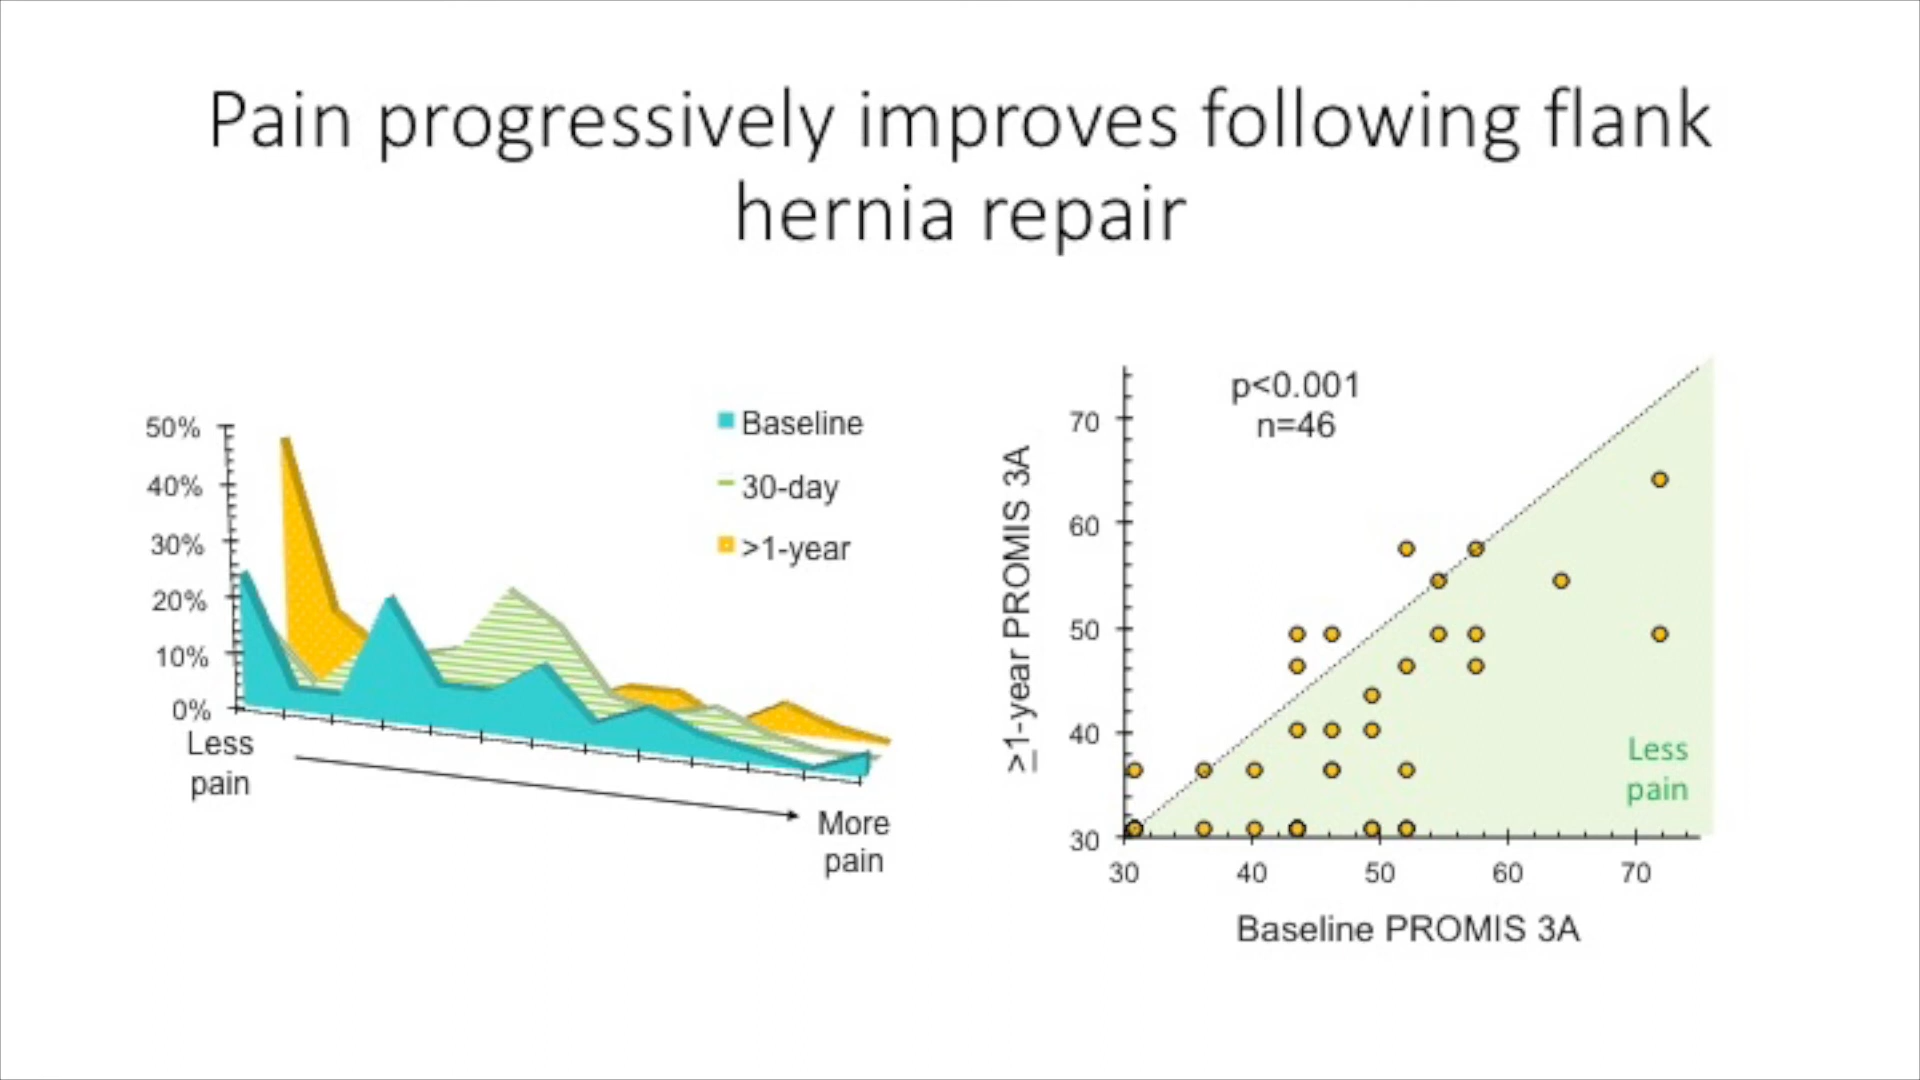 Pain progressively improves following flank
hernia repair
50%
40%
30%
20%
10%
0%
Less
pain
More
pain
Baseline
30-day
>1-year
p<0.001
n=46
≥1-year PROMIS 3A
70
60
50
40
30
Less
pain
30 40 50 60 70
Baseline PROMIS 3A